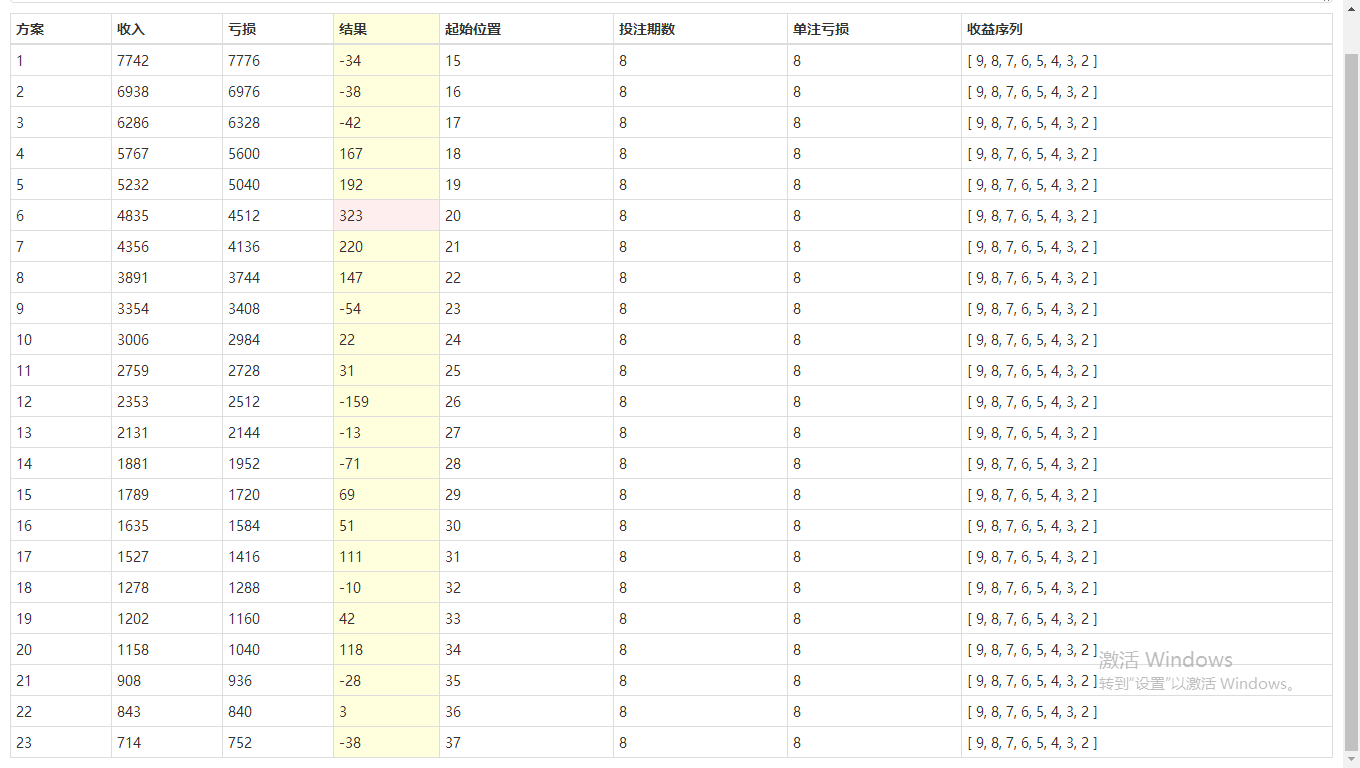 方案 收入 亏损 结果 起始位置 投注期数 单注亏损 收益序列
1 7742 7776 -34 15 8 8 [ 9, 8, 7, 6, 5, 4, 3, 2 ]
2 6938 6976 -38 16 8 8 [ 9, 8, 7, 6, 5, 4, 3, 2 ]
3 6286 6328 -42 17 8 8 [ 9, 8, 7, 6, 5, 4, 3, 2 ]
4 5767 5600 167 18 8 8 [ 9, 8, 7, 6, 5, 4, 3, 2 ]
5 5232 5040 192 19 8 8 [ 9, 8, 7, 6, 5, 4, 3, 2 ]
6 4835 4512 323 20 8 8 [ 9, 8, 7, 6, 5, 4, 3, 2 ]
7 4356 4136 220 21 8 8 [ 9, 8, 7, 6, 5, 4, 3, 2 ]
8 3891 3744 147 22 8 8 [ 9, 8, 7, 6, 5, 4, 3, 2 ]
9 3354 3408 -54 23 8 8 [ 9, 8, 7, 6, 5, 4, 3, 2 ]
10 3006 2984 22 24 8 8 [ 9, 8, 7, 6, 5, 4, 3, 2 ]
11 2759 2728 31 25 8 8 [ 9, 8, 7, 6, 5, 4, 3, 2 ]
12 2353 2512 -159 26 8 8 [ 9, 8, 7, 6, 5, 4, 3, 2 ]
13 2131 2144 -13 27 8 8 [ 9, 8, 7, 6, 5, 4, 3, 2 ]
14 1881 1952 -71 28 8 8 [ 9, 8, 7, 6, 5, 4, 3, 2 ]
15 1789 1720 69 29 8 8 [ 9, 8, 7, 6, 5, 4, 3, 2 ]
16 1635 1584 51 30 8 8 [ 9, 8, 7, 6, 5, 4, 3, 2 ]
17 1527 1416 111 31 8 8 [ 9, 8, 7, 6, 5, 4, 3, 2 ]
18 1278 1288 -10 32 8 8 [ 9, 8, 7, 6, 5, 4, 3, 2 ]
19 1202 1160 42 33 8 8 [ 9, 8, 7, 6, 5, 4, 3, 2 ]
20 1158 1040 118 34 8 8 [ 9, 8, 7, 6, 5, 4, 3, 2 ]
21 908 936 -28 35 8 8 [ 9, 8, 7, 6, 5, 4, 3, 2 ]
22 843 840 3 36 8 8 [ 9, 8, 7, 6, 5, 4, 3, 2 ]
23 714 752 -38 37 8 8 [ 9, 8, 7, 6, 5, 4, 3, 2 ]
激活 Windows
转到“设置”以激活 Windows。